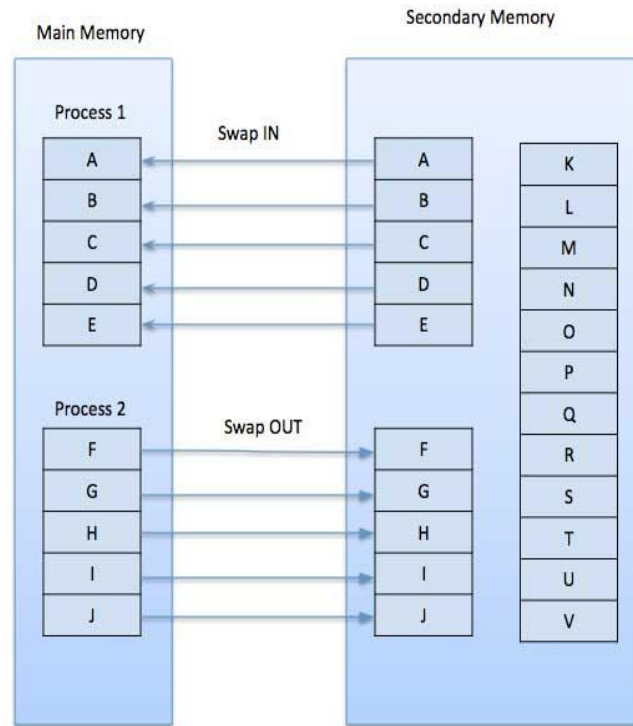 Main Memory
Secondary Memory
Process 1
Swap IN
A
B
C
D
E
A
B
C
D
E
Process 2
Swap OUT
F
G
H
I
J
F
G
H
I
J
K
L
M
N
O
P
Q
R
S
T
U
V